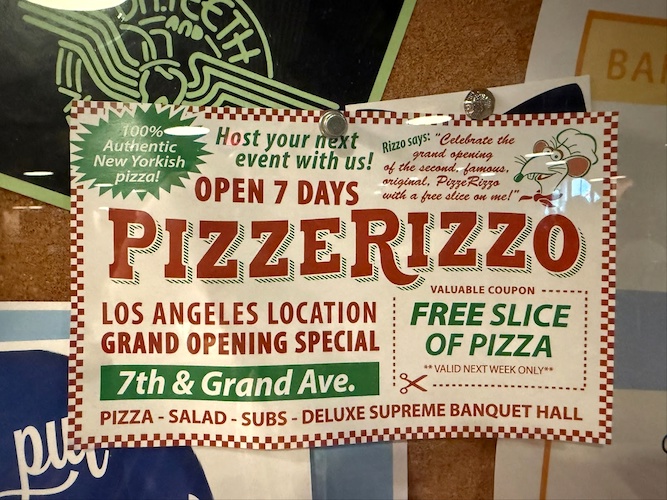 TEETH
AND
BA
100%
Authentic
New Yorkish
pizza!
Host your next
event with us!
Rizzo says: "Celebrate the
grand opening
of the second, famous,
original, PizzeRizzo
with a free slice on me!"
OPEN 7 DAYS
PIZZERIZZO
LOS ANGELES LOCATION
GRAND OPENING SPECIAL
7th & Grand Ave.
VALUABLE COUPON
FREE SLICE
OF PIZZA
** VALID NEXT WEEK ONLY**
PIZZA - SALAD - SUBS - DELUXE SUPREME BANQUET HALL